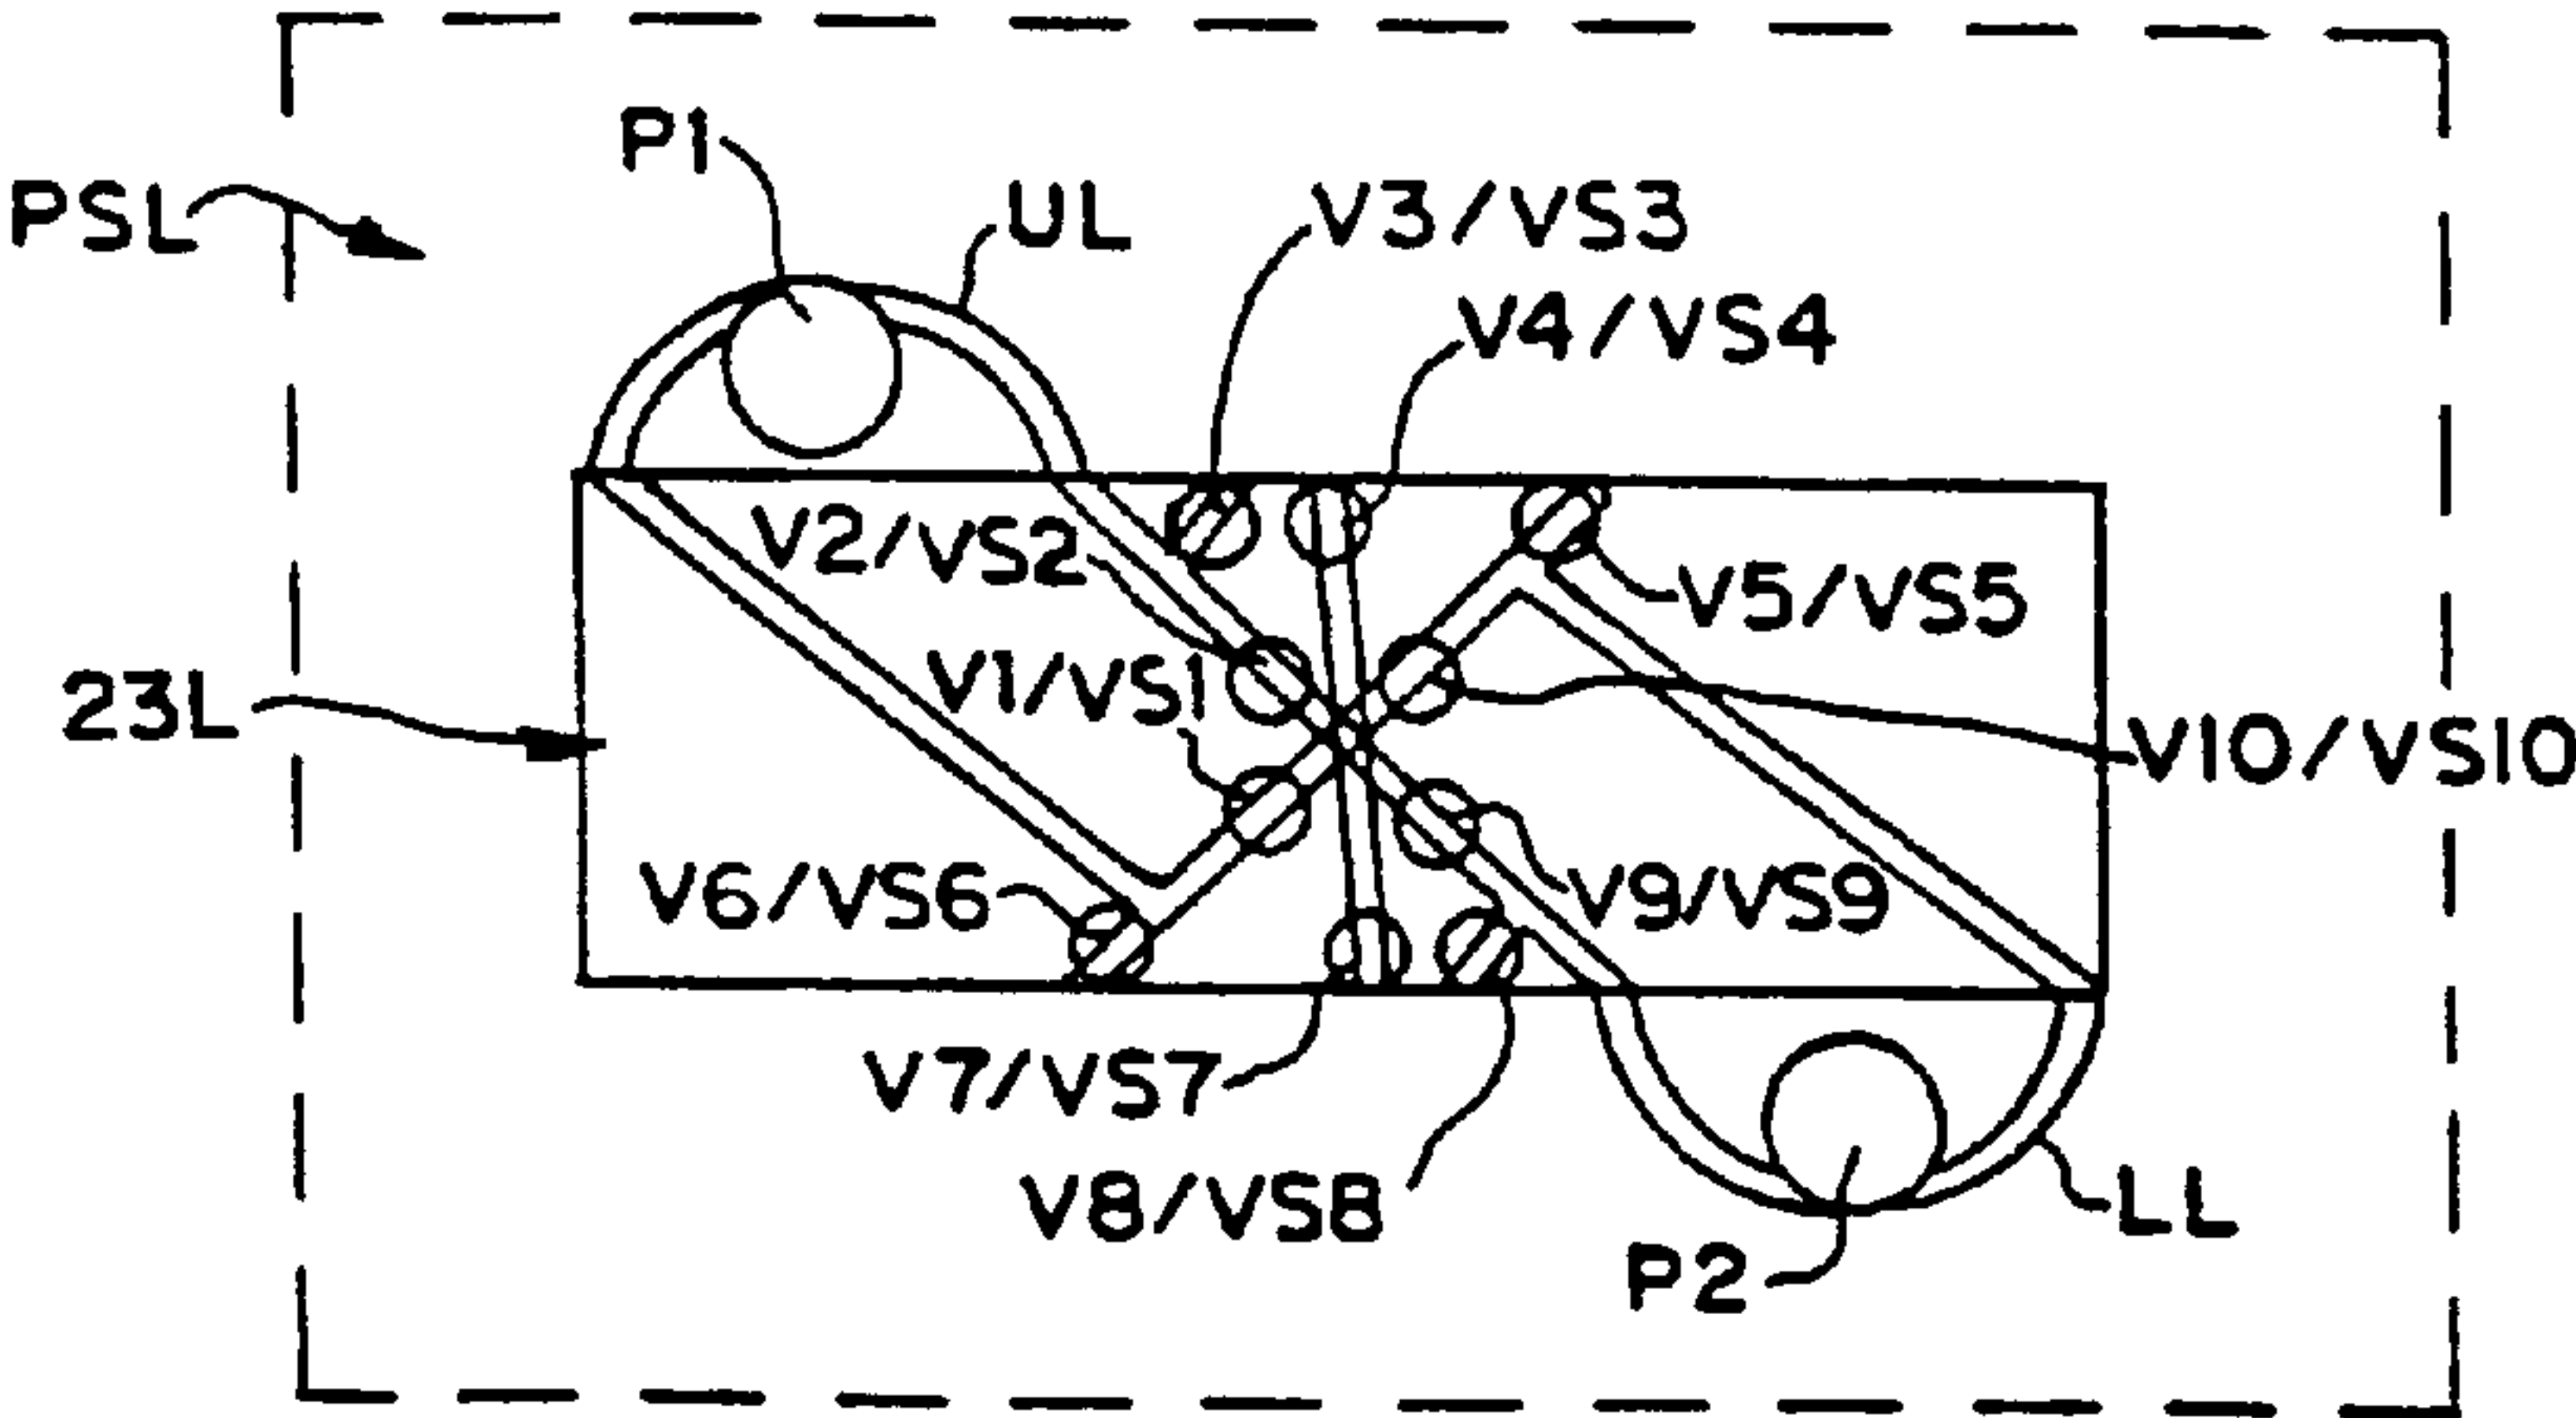 P1
PSL
UL
V3/VS3
V4/VS4
V2/VS2
V5/VS5
V1/VS1
23L
V10/VS10
V6/VS6
V9/VS9
V7/VS7
V8/VS8
LL
P2